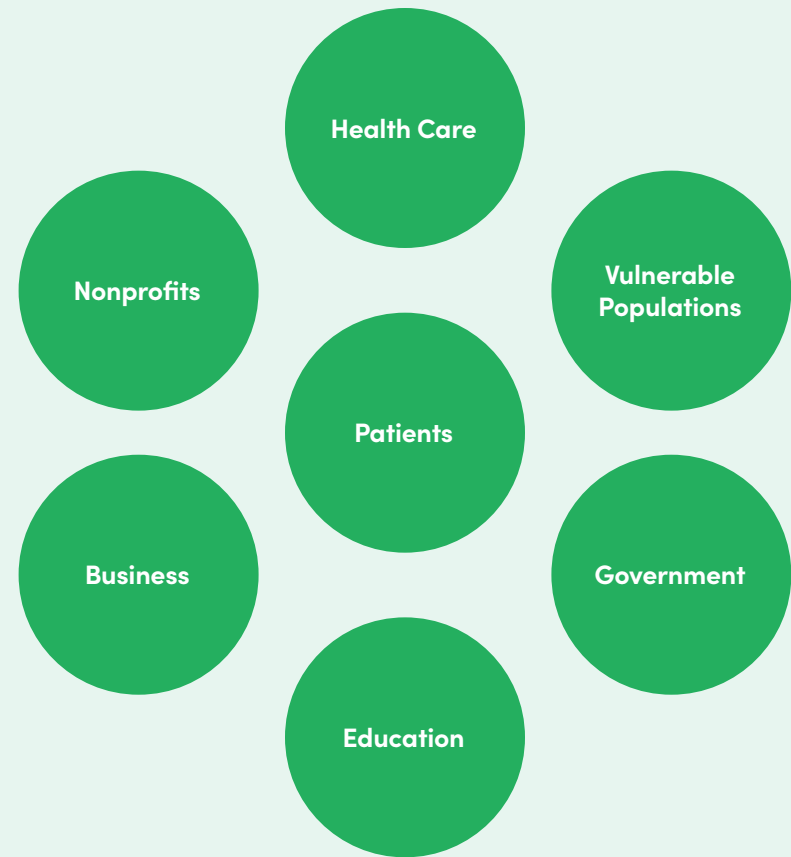 Health Care
Nonprofits
Vulnerable
Populations
Patients
Business
Government
Education